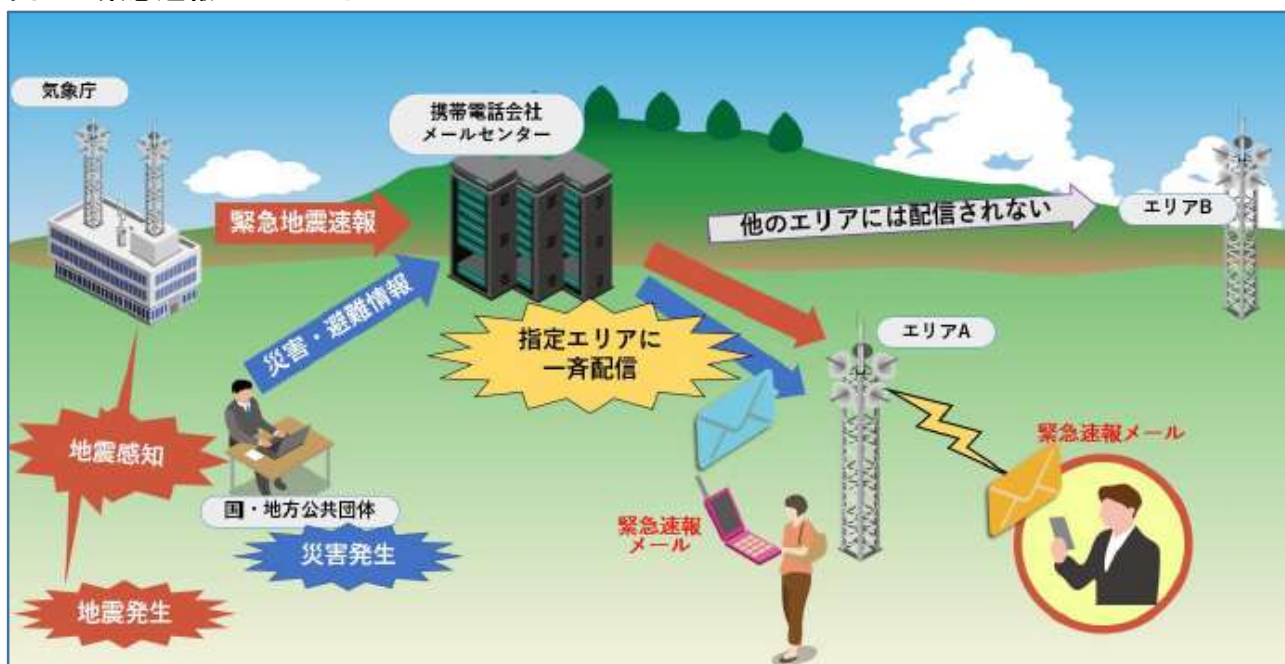 気象庁
携帯電話会社
メールセンター
緊急地震速報
他のエリアには配信されない
エリアB
災害・避難情報
指定エリアに
一斉配信
エリアA
地震感知
緊急速報メール
国・地方公共団体
緊急速報
メール
災害発生
地震発生